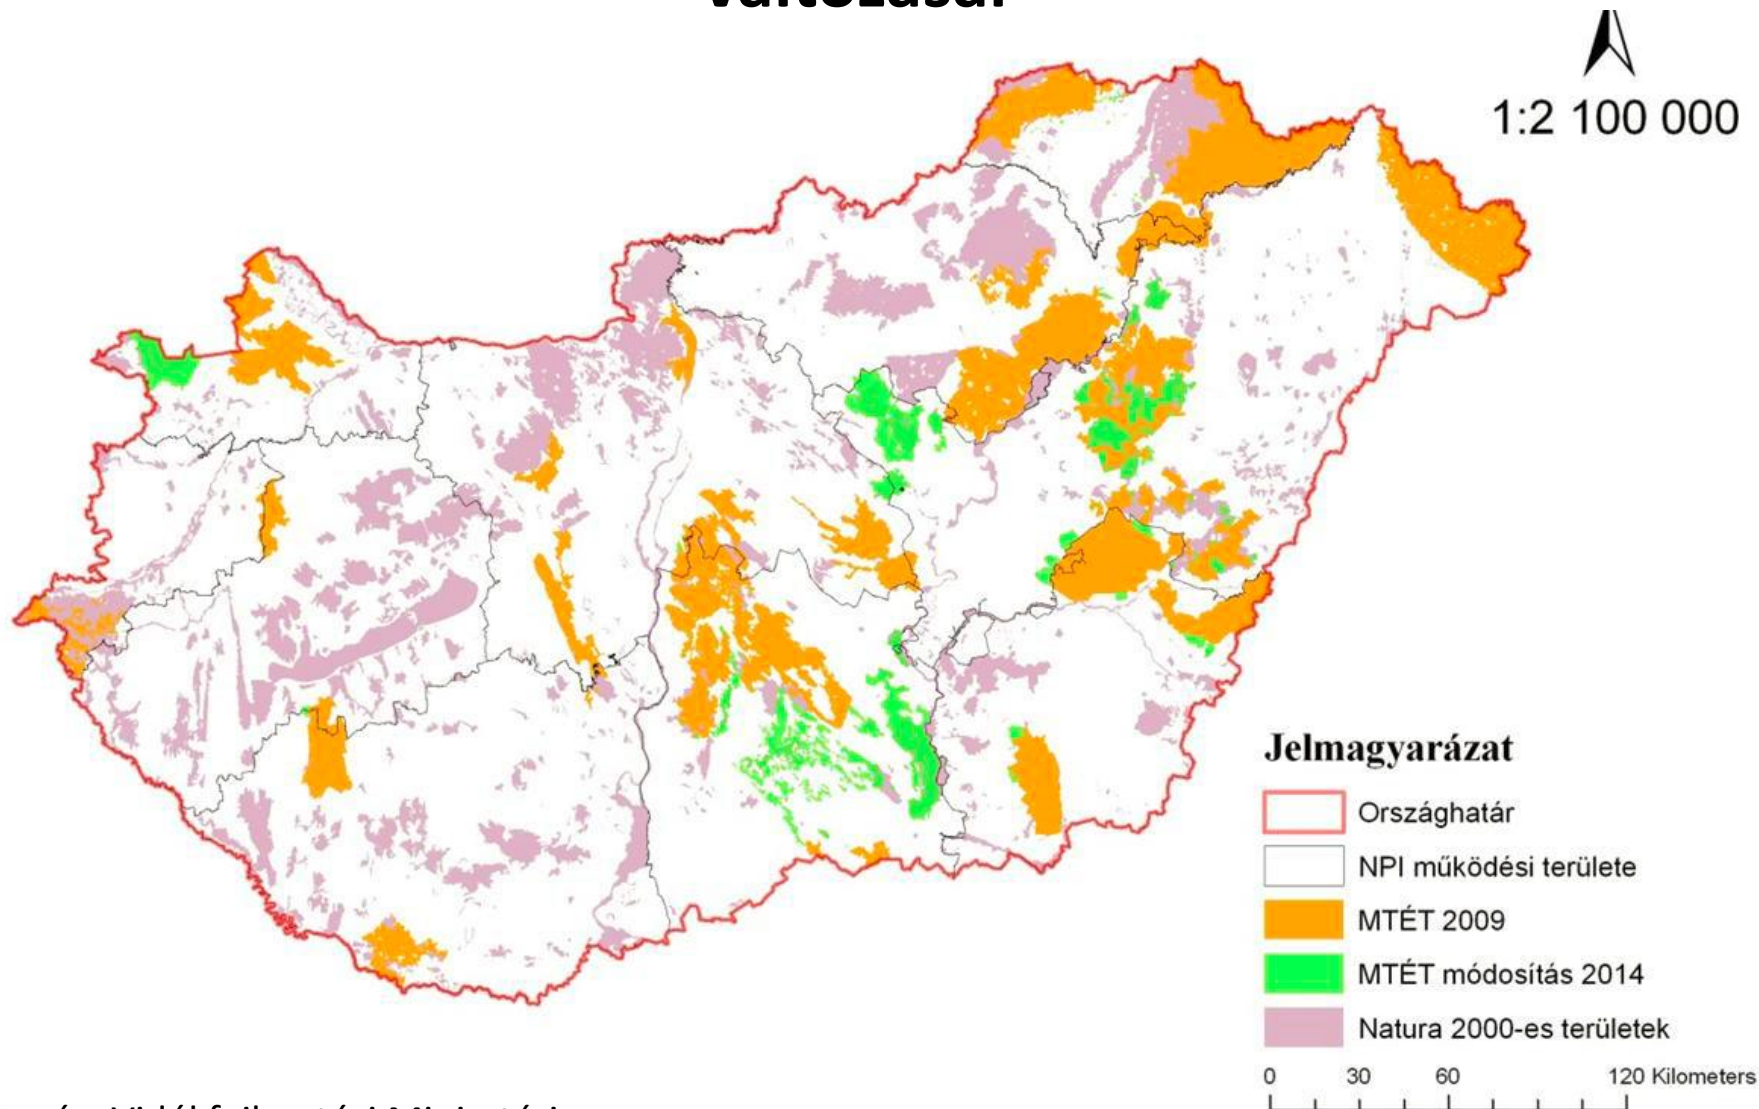 változásai
1:2 100 000
Jelmagyarázat
Országhatár
NPI működési területe
MTÉT 2009
MTÉT módosítás 2014
Natura 2000-es területek
0 30 60 120 Kilometers